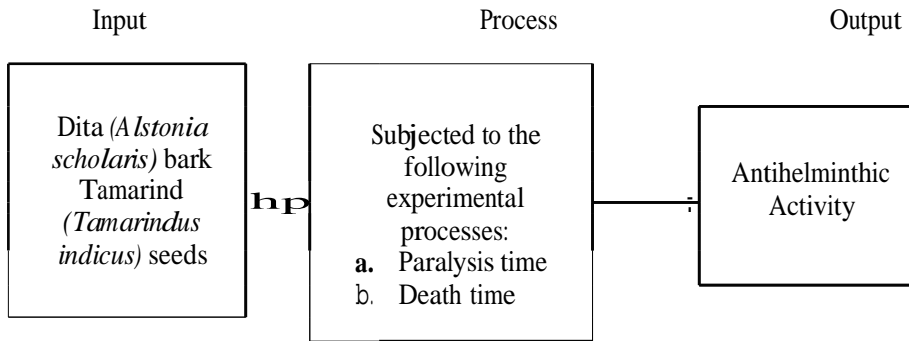 Input
Process
Output
Dita (Alstonia
scholaris) bark
Tamarind
(Tamarindus
indicus) seeds
hp
Subjected to the
following
experimental
processes:
a. Paralysis time
b. Death time
Antihelminthic
Activity